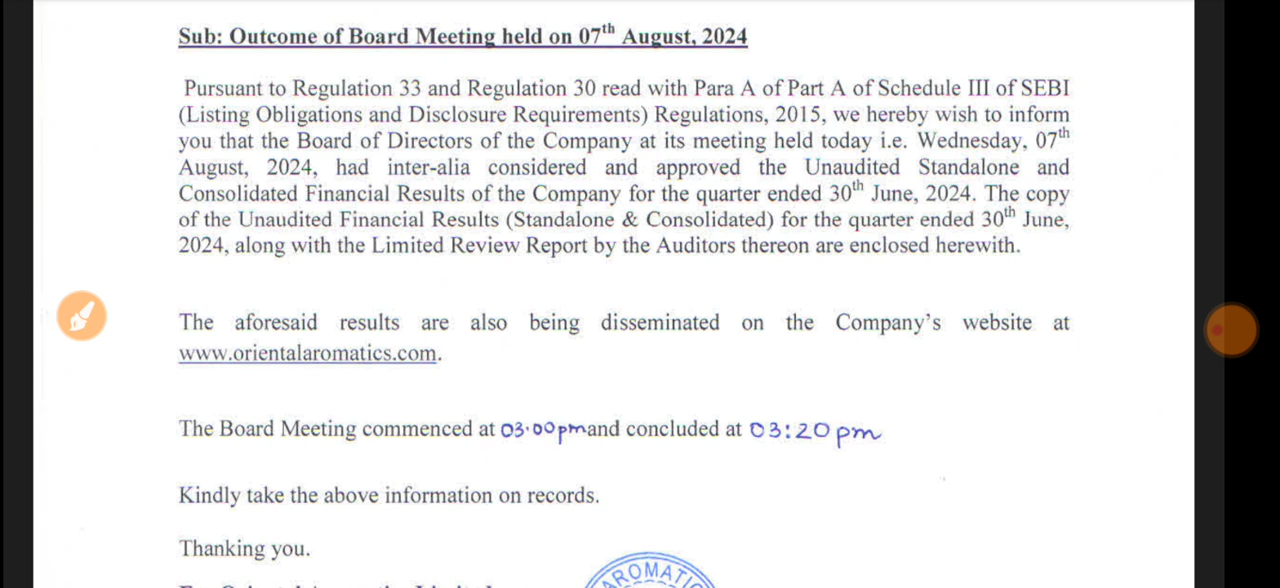 Sub: Outcome of Board Meeting held on 07th August, 2024
Pursuant to Regulation 33 and Regulation 30 read with Para A of Part A of Schedule III of SEBI
(Listing Obligations and Disclosure Requirements) Regulations, 2015, we hereby wish to inform
you that the Board of Directors of the Company at its meeting held today i.e. Wednesday, 07th
August, 2024, had inter-alia considered and approved the Unaudited Standalone and
Consolidated Financial Results of the Company for the quarter ended 30th June, 2024. The copy
of the Unaudited Financial Results (Standalone & Consolidated) for the quarter ended 30th June,
2024, along with the Limited Review Report by the Auditors thereon are enclosed herewith.
The aforesaid results are also being disseminated on the Company's website at
www.orientalaromatics.com.
The Board Meeting commenced at 03.00pm and concluded at 03:20 pm
Kindly take the above information on records.
Thanking you.